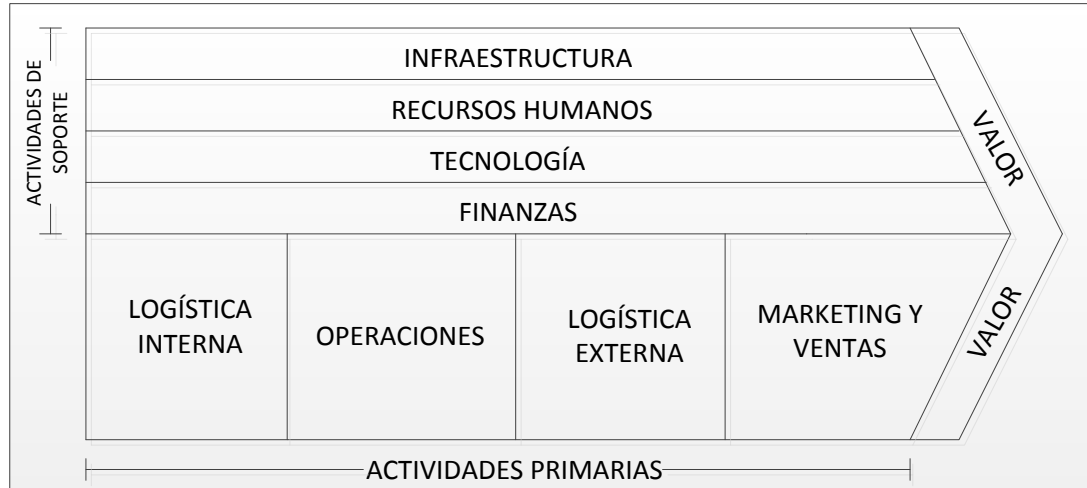 ACTIVIDADES DE
SOPORTE
INFRAESTRUCTURA
RECURSOS HUMANOS
TECNOLOGÍA
FINANZAS
VALOR
LOGÍSTICA
INTERNA
OPERACIONES
LOGÍSTICA
EXTERNA
MARKETING Y
VENTAS
VALOR
ACTIVIDADES PRIMARIAS